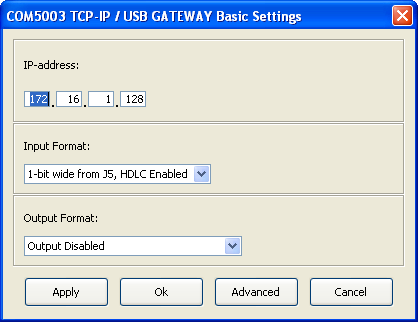 COM5003 TCP-IP / USB GATEWAY Basic Settings
IP-address:
172 . 16 . 1 . 128
Input Format:
1-bit wide from J5, HDLC Enabled
Output Format:
Output Disabled
Apply Ok Advanced Cancel